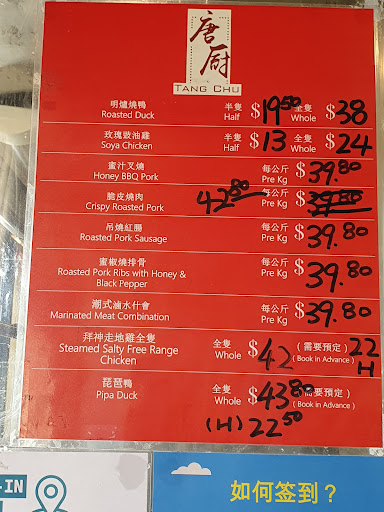 唐厨
TANG CHU
明爐燒鴨 半隻 $19.50 全隻 $38
Roasted Duck Half Whole
玫瑰豉油雞 半隻 $13 全隻 $24
Soya Chicken Half Whole
蜜汁叉燒 每公斤 $39.80
Honey BBQ Pork Pre Kg
脆皮燒肉 42.80 每公斤 $39.80
Crispy Roasted Pork Pre Kg
吊燒紅腸 每公斤 $39.80
Roasted Pork Sausage Pre Kg
蜜椒燒排骨 每公斤 $39.80
Roasted Pork Ribs with Honey & Pre Kg
Black Pepper
潮式滷水什會 每公斤 $39.80
Marinated Meat Combination Pre Kg
拜神走地雞全隻 全隻 $42 (需要預定) 22
Steamed Salty Free Range Whole (Book in Advance) H
Chicken
琵琶鴨 全隻 $43.80 (需要預定)
Pipa Duck Whole (Book in Advance)
(H) 22.50
-IN
如何签到？